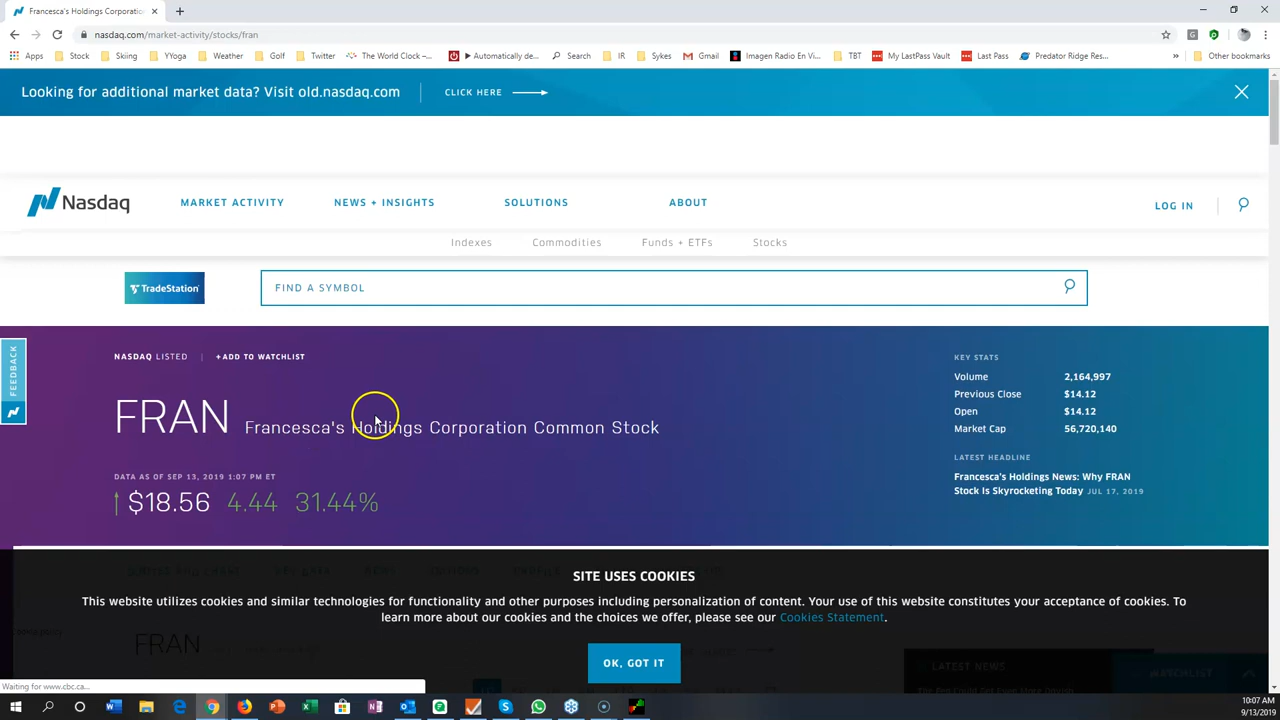 Francesca's Holdings Corporatio
nasdaq.com/market-activity/stocks/fran
Apps Stock Skiing YYoga Weather Golf Twitter The World Clock –... ▶ Automatically de... Search IR Sykes Gmail Imagen Radio En Vi... TBT My LastPass Vault Last Pass Predator Ridge Res... » Other bookmarks
Looking for additional market data? Visit old.nasdaq.com CLICK HERE
Nasdaq MARKET ACTIVITY NEWS + INSIGHTS SOLUTIONS ABOUT LOG IN
Indexes Commodities Funds + ETFs Stocks
TradeStation FIND A SYMBOL
FEEDBACK
NASDAQ LISTED | +ADD TO WATCHLIST
FRAN Francesca's Holdings Corporation Common Stock
DATA AS OF SEP 13, 2019 1:07 PM ET
$18.56 4.44 31.44%
KEY STATS
Volume 2,164,997
Previous Close $14.12
Open $14.12
Market Cap 56,720,140
LATEST HEADLINE
Francesca's Holdings News: Why FRAN
Stock Is Skyrocketing Today JUL 17, 2019
SITE USES COOKIES
This website utilizes cookies and similar technologies for functionality and other purposes including personalization of content. Your use of this website constitutes your acceptance of cookies. To
learn more about our cookies and the choices we offer, please see our Cookies Statement.
OK, GOT IT
FRAN
LATEST NEWS
WATCHLIST
Waiting for www.cbc.ca...
10:07 AM
9/13/2019